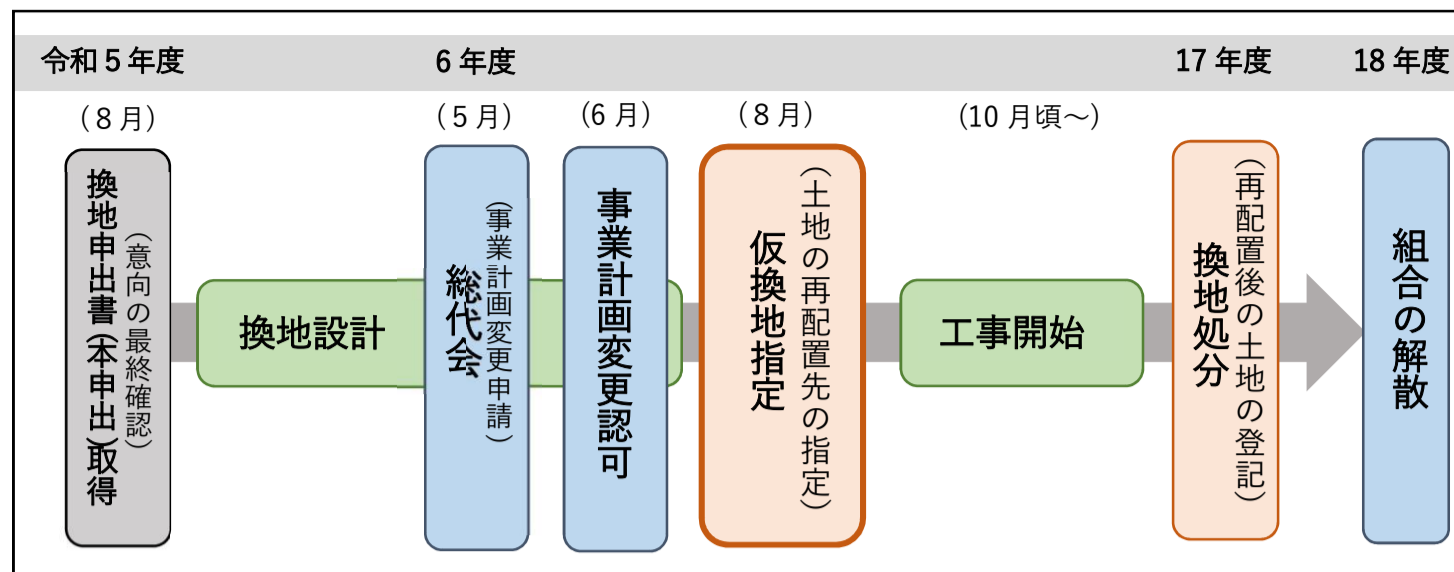 令和５年度
６年度
17年度
18年度
(８月)
(５月)
(6月)
(８月)
(10月頃～)
換地申出書(本申出)取得
(意向の最終確認)
換地設計
総代会
(事業計画変更申請)
事業計画変更認可
仮換地指定
(土地の再配置先の指定)
工事開始
換地処分
(再配置後の土地の登記)
組合の解散